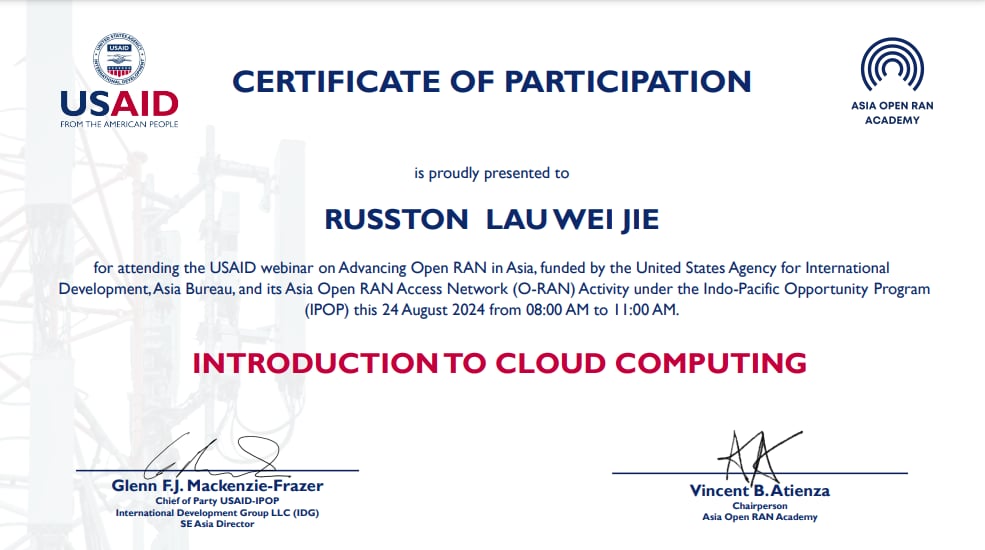 UNITED STATES AGENCY
USAID
INTERNATIONAL DEVELOPMENT
USAID
FROM THE AMERICAN PEOPLE
CERTIFICATE OF PARTICIPATION
ASIA OPEN RAN
ACADEMY
is proudly presented to
RUSSTON LAU WEI JIE
for attending the USAID webinar on Advancing Open RAN in Asia, funded by the United States Agency for International
Development, Asia Bureau, and its Asia Open RAN Access Network (O-RAN) Activity under the Indo-Pacific Opportunity Program
(IPOP) this 24 August 2024 from 08:00 AM to 11:00 AM.
INTRODUCTION TO CLOUD COMPUTING
Glenn F.J. Mackenzie-Frazer
Chief of Party USAID-IPOP
International Development Group LLC (IDG)
SE Asia Director
Vincent B. Atienza
Chairperson
Asia Open RAN Academy